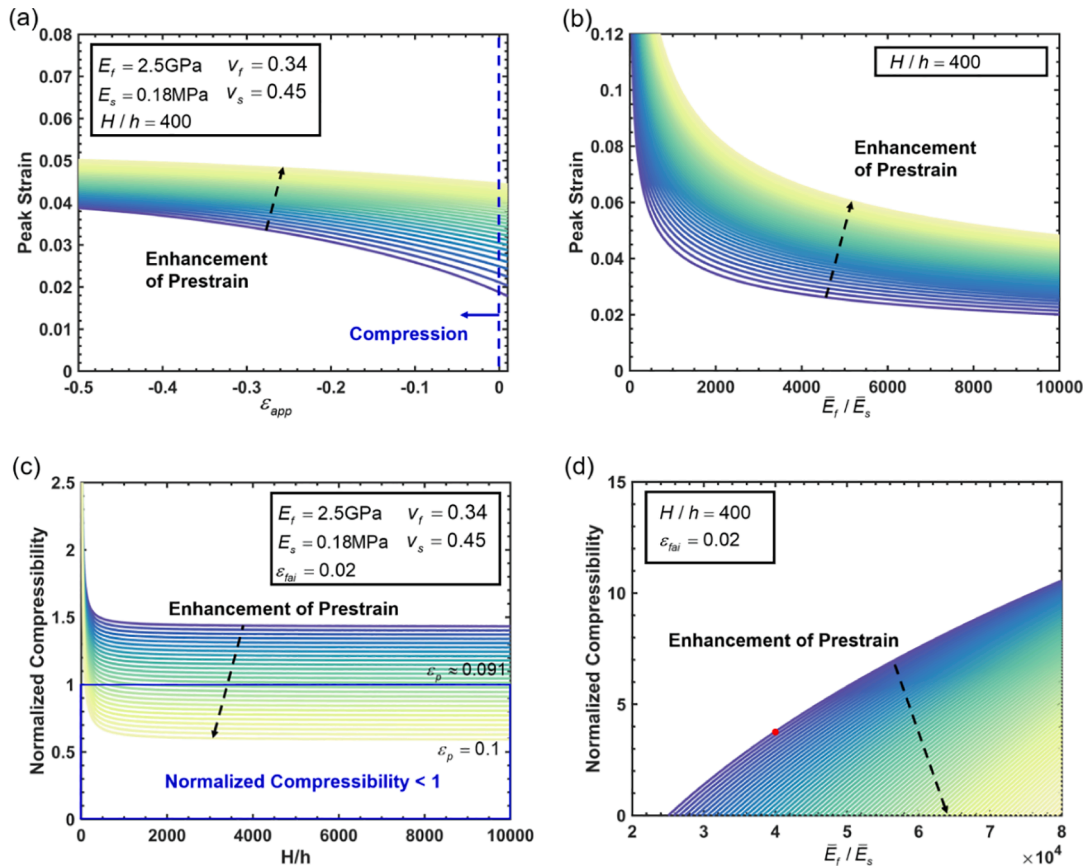 (a)
0.08
0.07
0.06
0.05
0.04
0.03
0.02
0.01
0
Peak Strain
E_f = 2.5GPa v_f = 0.34
E_s = 0.18MPa v_s = 0.45
H / h = 400
Enhancement
of Prestrain
Compression
-0.5 -0.4 -0.3 -0.2 -0.1 0
ε_app
(b)
0.12
0.1
0.08
0.06
0.04
0.02
0
Peak Strain
H / h = 400
Enhancement
of Prestrain
0 2000 4000 6000 8000 10000
Ē_f / Ē_s
(c)
2.5
2
1.5
1
0.5
0
Normalized Compressibility
E_f = 2.5GPa v_f = 0.34
E_s = 0.18MPa v_s = 0.45
ε_fai = 0.02
Enhancement of Prestrain
ε_p ≈ 0.091
ε_p = 0.1
Normalized Compressibility < 1
0 2000 4000 6000 8000 10000
H/h
(d)
15
10
5
0
Normalized Compressibility
H / h = 400
ε_fai = 0.02
Enhancement of Prestrain
2 3 4 5 6 7 8
×10⁴
Ē_f / Ē_s